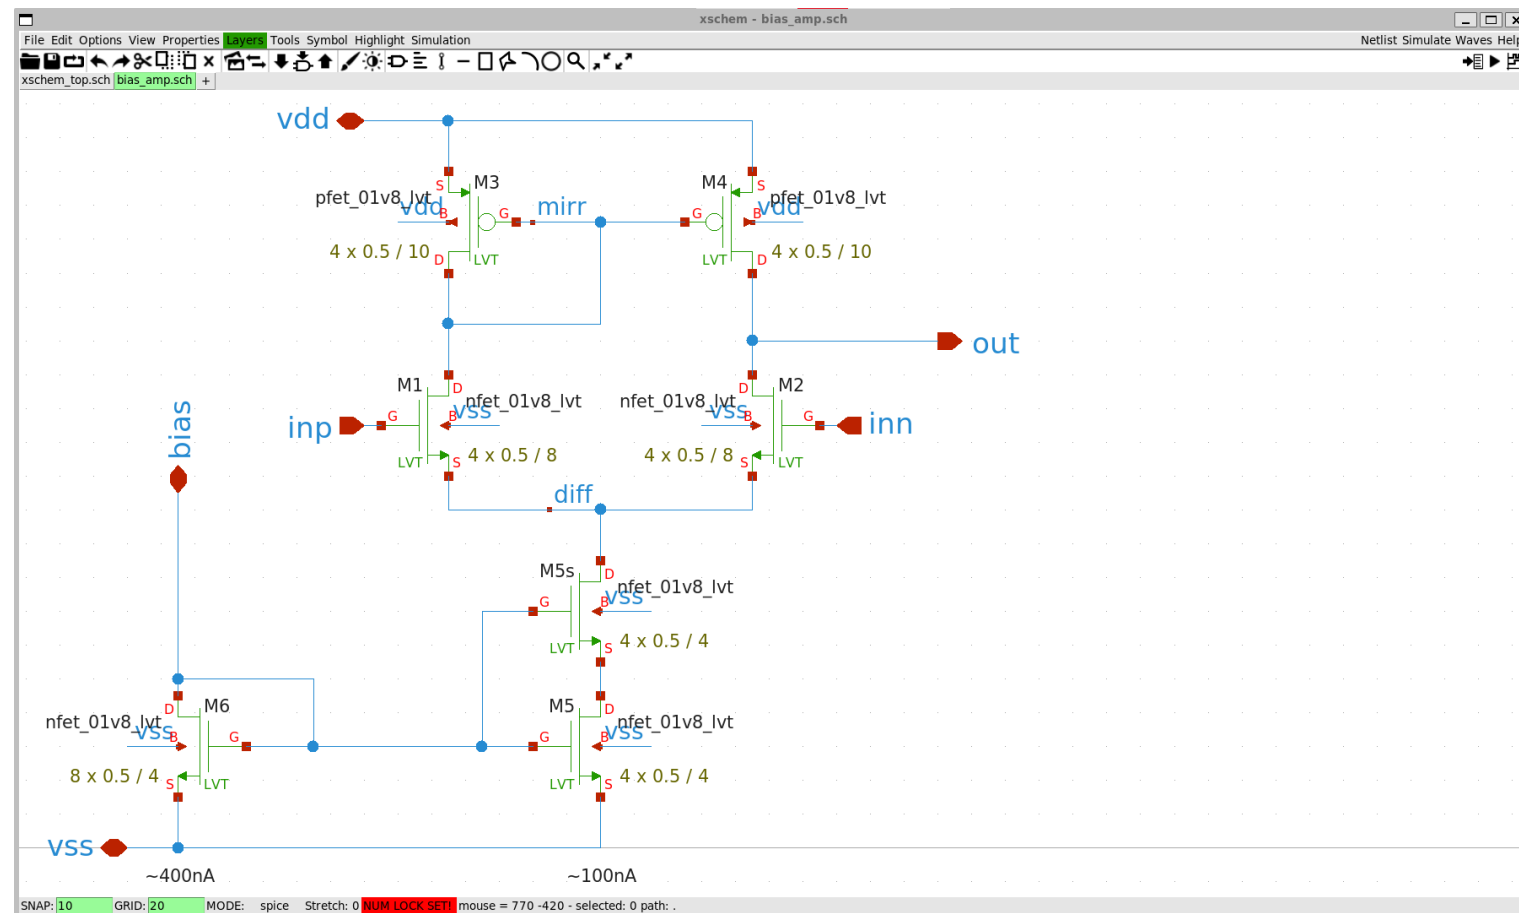 xschem - bias_amp.sch
File Edit Options View Properties Layers Tools Symbol Highlight Simulation Netlist Simulate Waves Help
xschem_top.sch bias_amp.sch +
vdd
S M3 M4 S
pfet_01v8_lvt vdd B G mirr G B vdd pfet_01v8_lvt
4 x 0.5 / 10 D LVT LVT D 4 x 0.5 / 10
out
M1 D D M2
inp G B vss nfet_01v8_lvt nfet_01v8_lvt vss B G inn
LVT S 4 x 0.5 / 8 4 x 0.5 / 8 S LVT
bias
diff
M5s D nfet_01v8_lvt
G B vss
LVT S 4 x 0.5 / 4
D M6 M5 D
nfet_01v8_lvt vss B G G B vss nfet_01v8_lvt
8 x 0.5 / 4 S LVT LVT S 4 x 0.5 / 4
vss
~400nA ~100nA
SNAP: 10 GRID: 20 MODE: spice Stretch: 0 NUM LOCK SET! mouse = 770 -420 - selected: 0 path: .